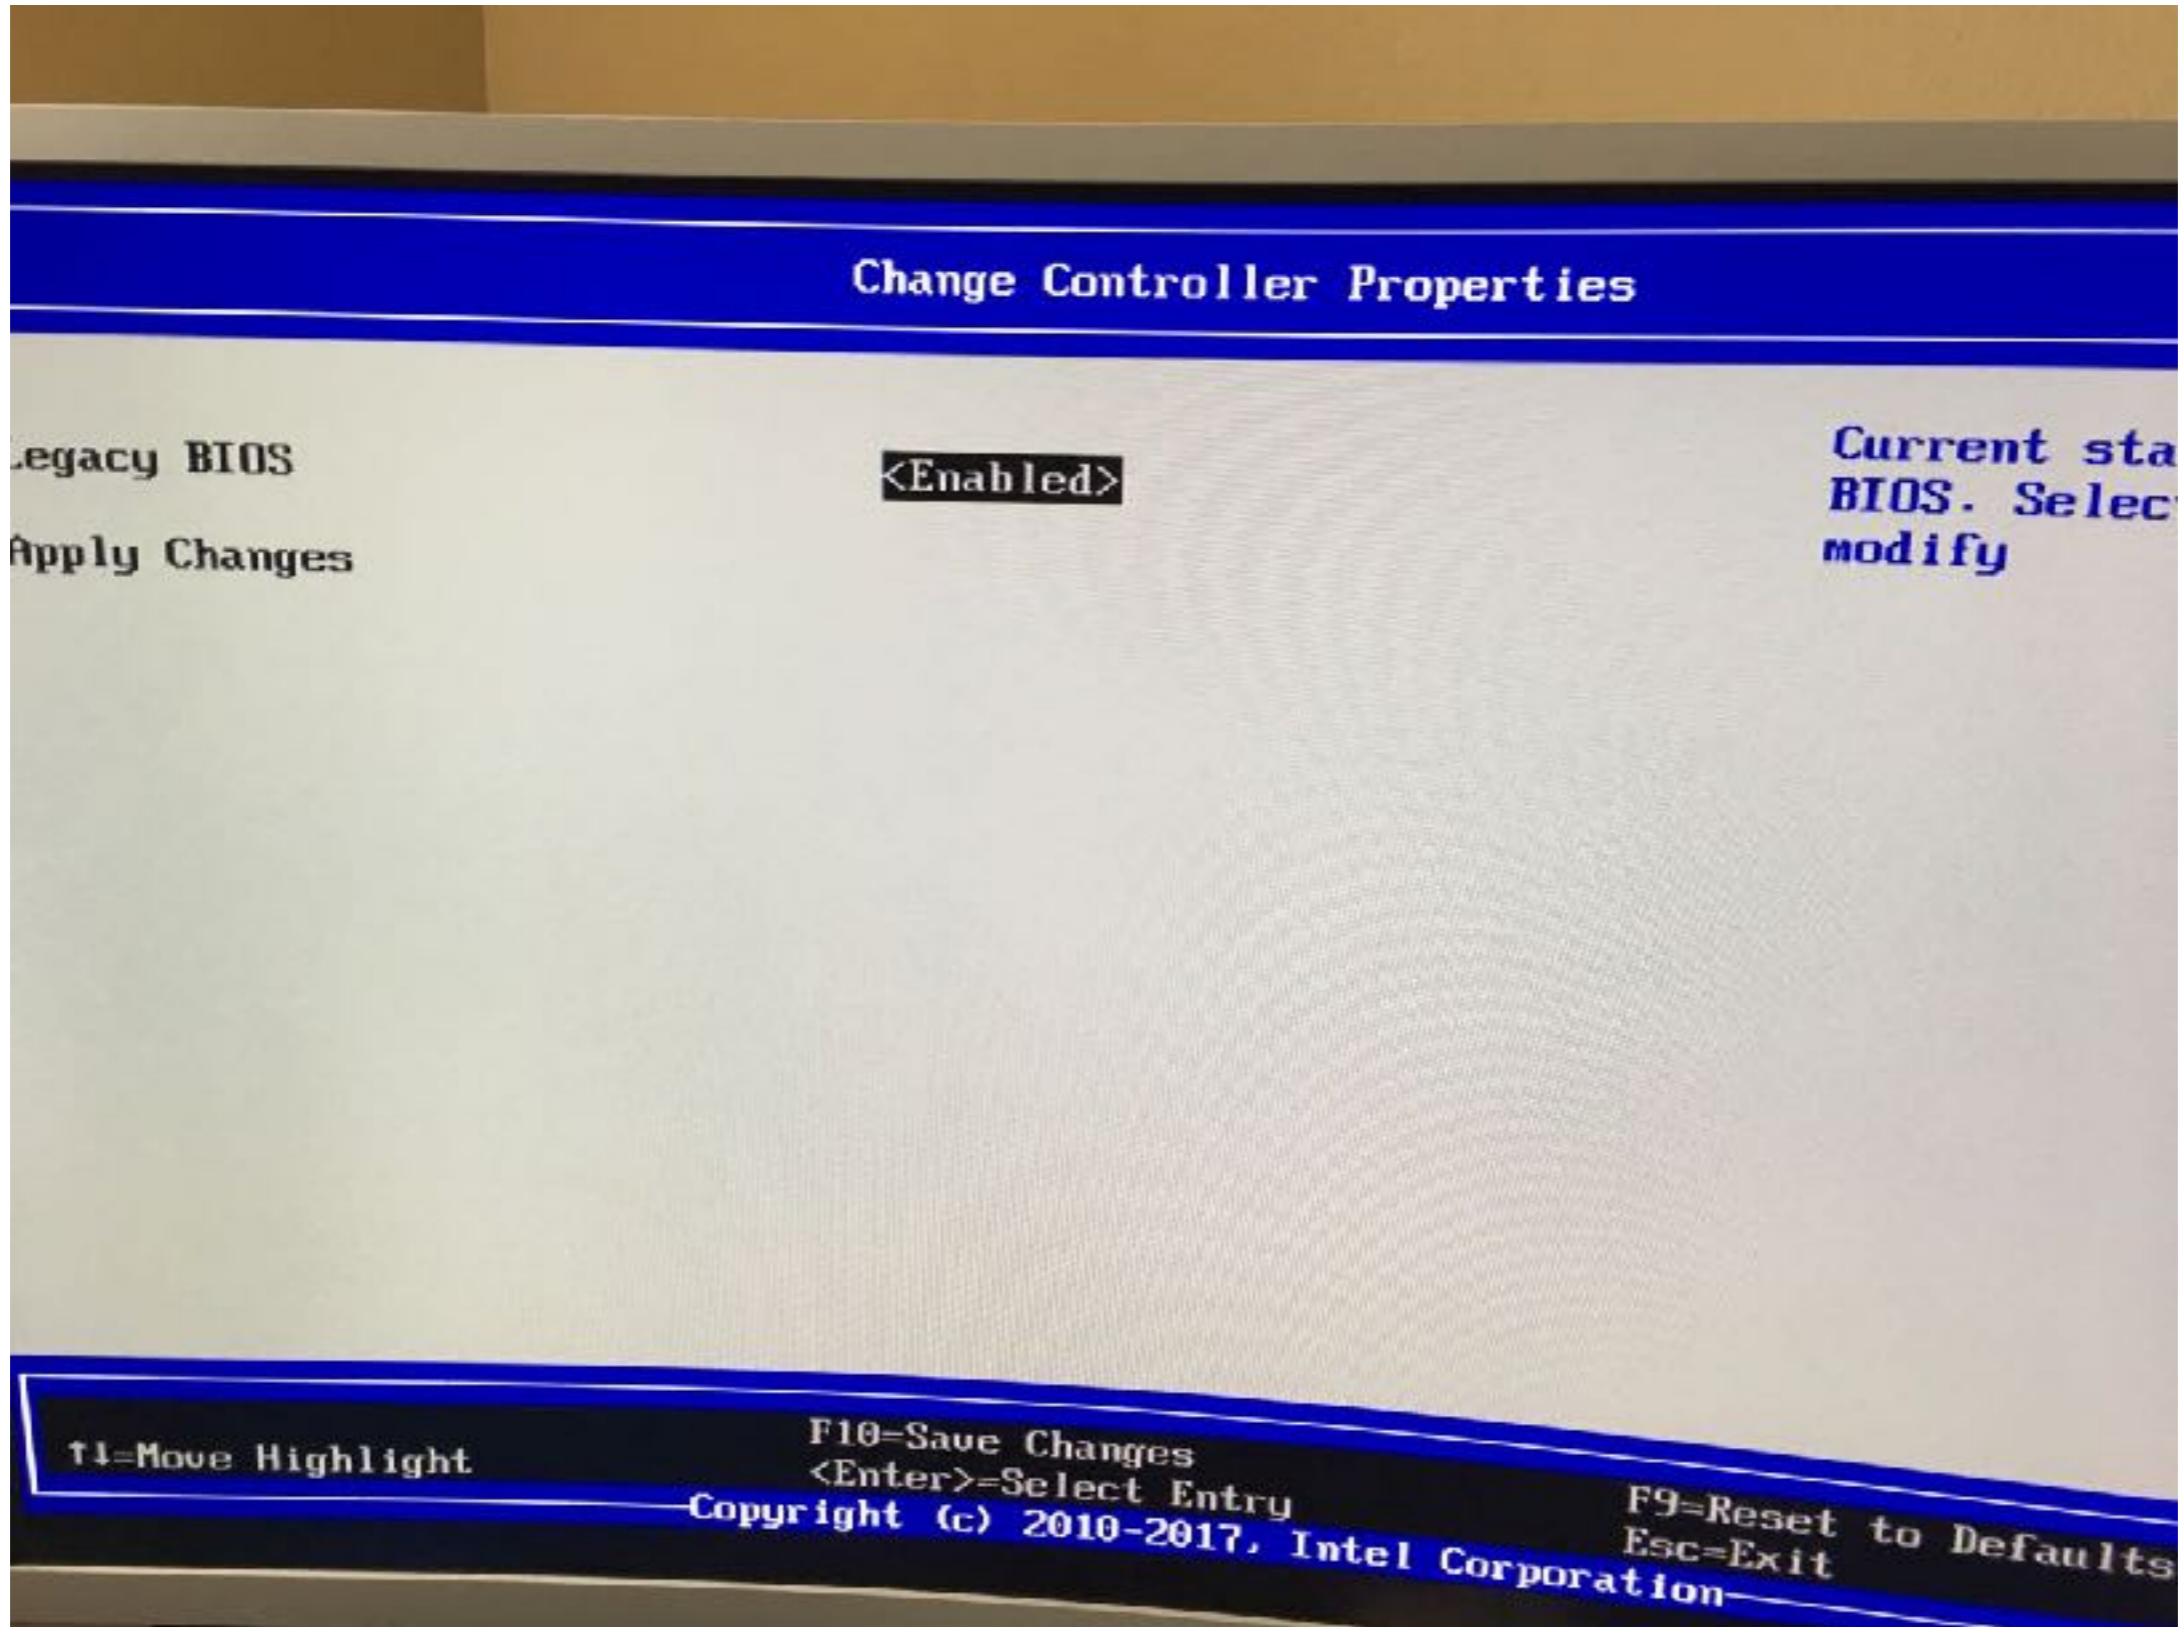 Change Controller Properties
Legacy BIOS <Enabled>
Apply Changes
Current sta
BIOS. Selec
modify
↑↓=Move Highlight
F10=Save Changes
<Enter>=Select Entry
F9=Reset to Defaults
Esc=Exit
Copyright (c) 2010-2017, Intel Corporation